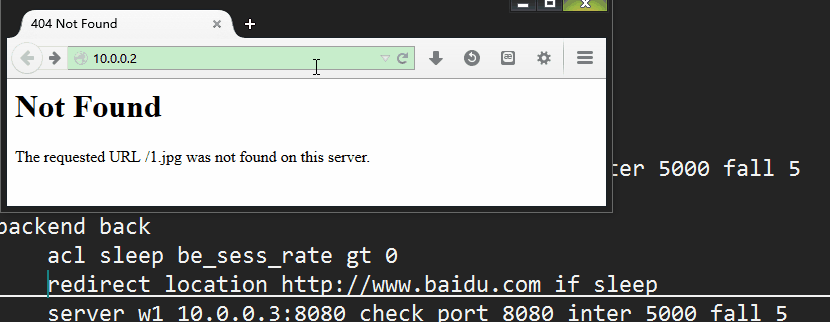 404 Not Found
10.0.0.2
Not Found
The requested URL /1.jpg was not found on this server.
ter 5000 fall 5
backend back
acl sleep be_sess_rate gt 0
redirect location http://www.baidu.com if sleep
server w1 10.0.0.3:8080 check port 8080 inter 5000 fall 5